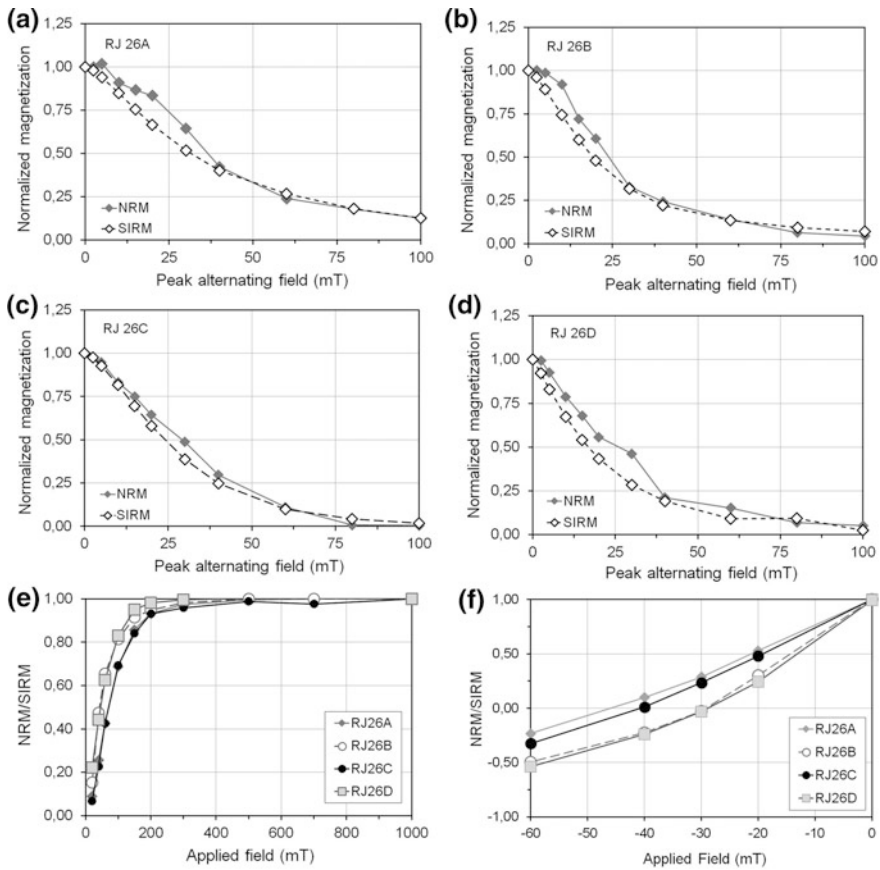 (a)
1,25
1,00
0,75
0,50
0,25
0,00
Normalized magnetization
RJ 26A
NRM
SIRM
0 25 50 75 100
Peak alternating field (mT)
(b)
1,25
1,00
0,75
0,50
0,25
0,00
Normalized magnetization
RJ 26B
NRM
SIRM
0 25 50 75 100
Peak alternating field (mT)
(c)
1,25
1,00
0,75
0,50
0,25
0,00
Normalized magnetization
RJ 26C
NRM
SIRM
0 25 50 75 100
Peak alternating field (mT)
(d)
1,25
1,00
0,75
0,50
0,25
0,00
Normalized magnetization
RJ 26D
NRM
SIRM
0 25 50 75 100
Peak alternating field (mT)
(e)
1,00
0,80
0,60
0,40
0,20
0,00
NRM/SIRM
RJ26A
RJ26B
RJ26C
RJ26D
0 200 400 600 800 1000
Applied field (mT)
(f)
1,00
0,50
0,00
-0,50
-1,00
NRM/SIRM
RJ26A
RJ26B
RJ26C
RJ26D
-60 -50 -40 -30 -20 -10 0
Applied Field (mT)